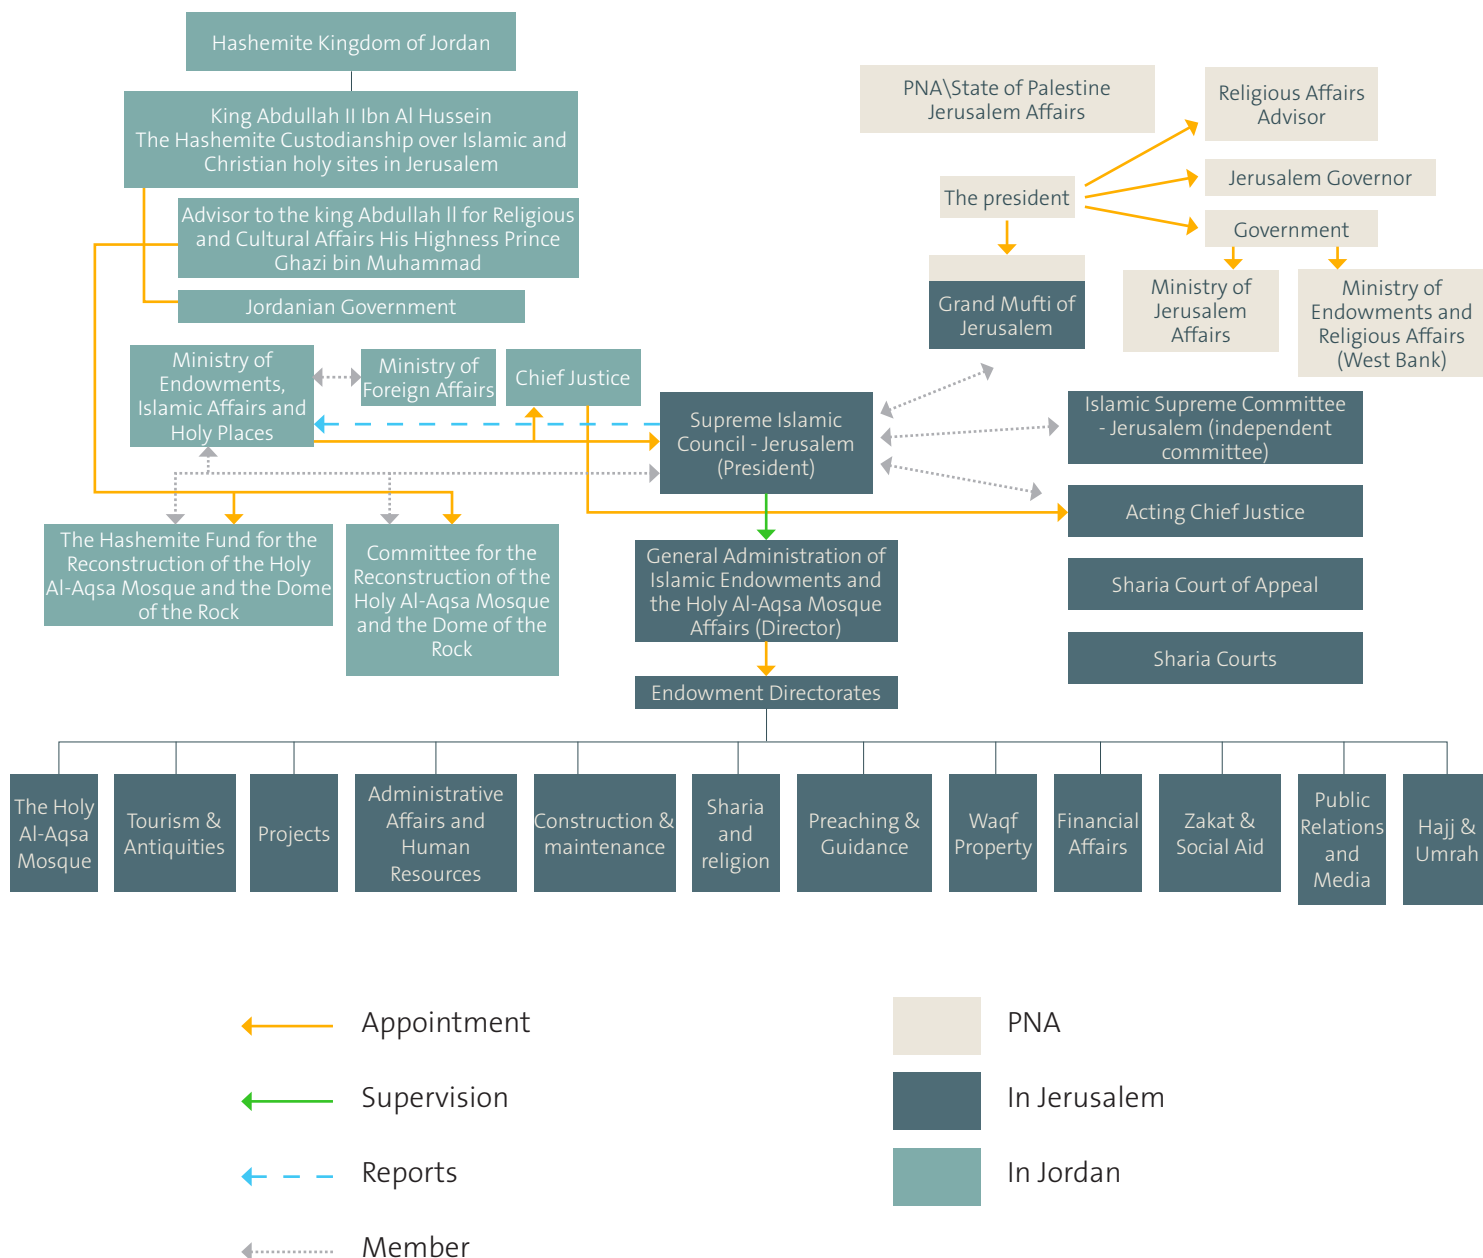 Hashemite Kingdom of Jordan
King Abdullah II Ibn Al Hussein
The Hashemite Custodianship over Islamic and
Christian holy sites in Jerusalem
Advisor to the king Abdullah ll for Religious
and Cultural Affairs His Highness Prince
Ghazi bin Muhammad
Jordanian Government
Ministry of
Endowments,
Islamic Affairs and
Holy Places
Ministry of
Foreign Affairs
Chief Justice
PNA\State of Palestine
Jerusalem Affairs
Religious Affairs
Advisor
The president
Jerusalem Governor
Government
Grand Mufti of
Jerusalem
Ministry of
Jerusalem
Affairs
Ministry of
Endowments and
Religious Affairs
(West Bank)
Supreme Islamic
Council - Jerusalem
(President)
Islamic Supreme Committee
- Jerusalem (independent
committee)
Acting Chief Justice
Sharia Court of Appeal
Sharia Courts
The Hashemite Fund for the
Reconstruction of the Holy
Al-Aqsa Mosque and the Dome
of the Rock
Committee for the
Reconstruction of the
Holy Al-Aqsa Mosque
and the Dome of the
Rock
General Administration of
Islamic Endowments and
the Holy Al-Aqsa Mosque
Affairs (Director)
Endowment Directorates
The Holy
Al-Aqsa
Mosque
Tourism &
Antiquities
Projects
Administrative
Affairs and
Human
Resources
Construction &
maintenance
Sharia
and
religion
Preaching &
Guidance
Waqf
Property
Financial
Affairs
Zakat &
Social Aid
Public
Relations
and
Media
Hajj &
Umrah
Appointment
Supervision
Reports
Member
PNA
In Jerusalem
In Jordan